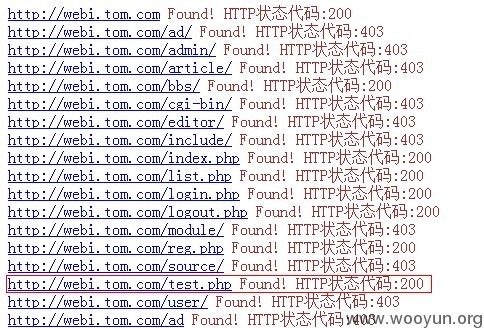 http://webi.tom.com Found! HTTP状态代码:200
http://webi.tom.com/ad/ Found! HTTP状态代码:403
http://webi.tom.com/admin/ Found! HTTP状态代码:403
http://webi.tom.com/article/ Found! HTTP状态代码:403
http://webi.tom.com/bbs/ Found! HTTP状态代码:200
http://webi.tom.com/cgi-bin/ Found! HTTP状态代码:403
http://webi.tom.com/editor/ Found! HTTP状态代码:403
http://webi.tom.com/include/ Found! HTTP状态代码:403
http://webi.tom.com/index.php Found! HTTP状态代码:200
http://webi.tom.com/list.php Found! HTTP状态代码:200
http://webi.tom.com/login.php Found! HTTP状态代码:200
http://webi.tom.com/logout.php Found! HTTP状态代码:200
http://webi.tom.com/module/ Found! HTTP状态代码:403
http://webi.tom.com/reg.php Found! HTTP状态代码:200
http://webi.tom.com/source/ Found! HTTP状态代码:403
http://webi.tom.com/test.php Found! HTTP状态代码:200
http://webi.tom.com/user/ Found! HTTP状态代码:403
http://webi.tom.com/ad Found! HTTP状态代码:403
www.wooyun.org